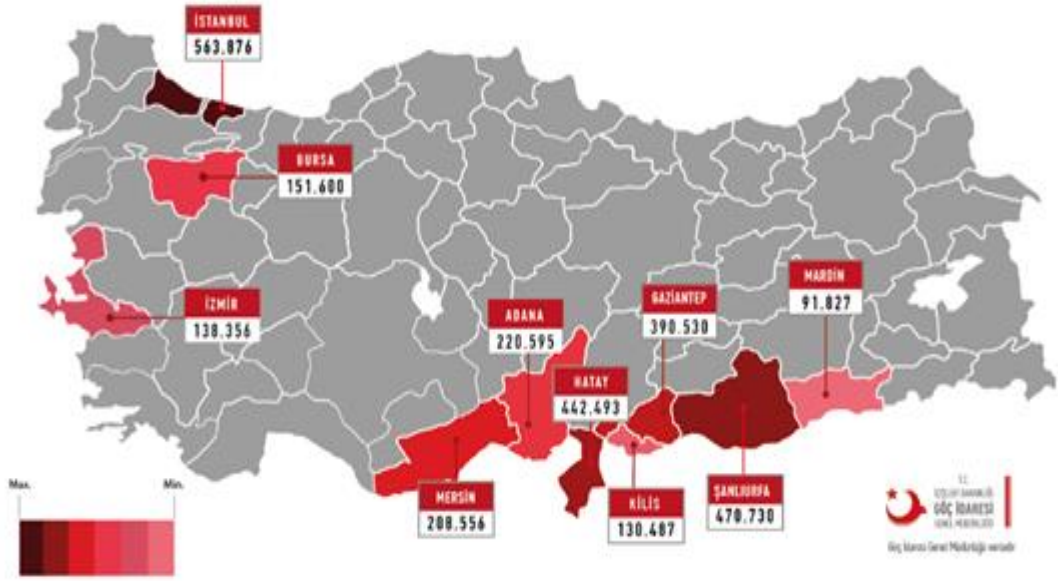 İSTANBUL
563.876
BURSA
151.600
İZMİR
138.356
ADANA
220.595
HATAY
442.493
GAZİANTEP
390.530
MARDİN
91.827
MERSİN
208.556
KİLİS
130.487
ŞANLIURFA
470.730
Max.
Min.
T.C.
GÖÇ İDARESİ
GENEL MÜDÜRLÜĞÜ
Göç İdaresi Genel Müdürlüğü verisidir